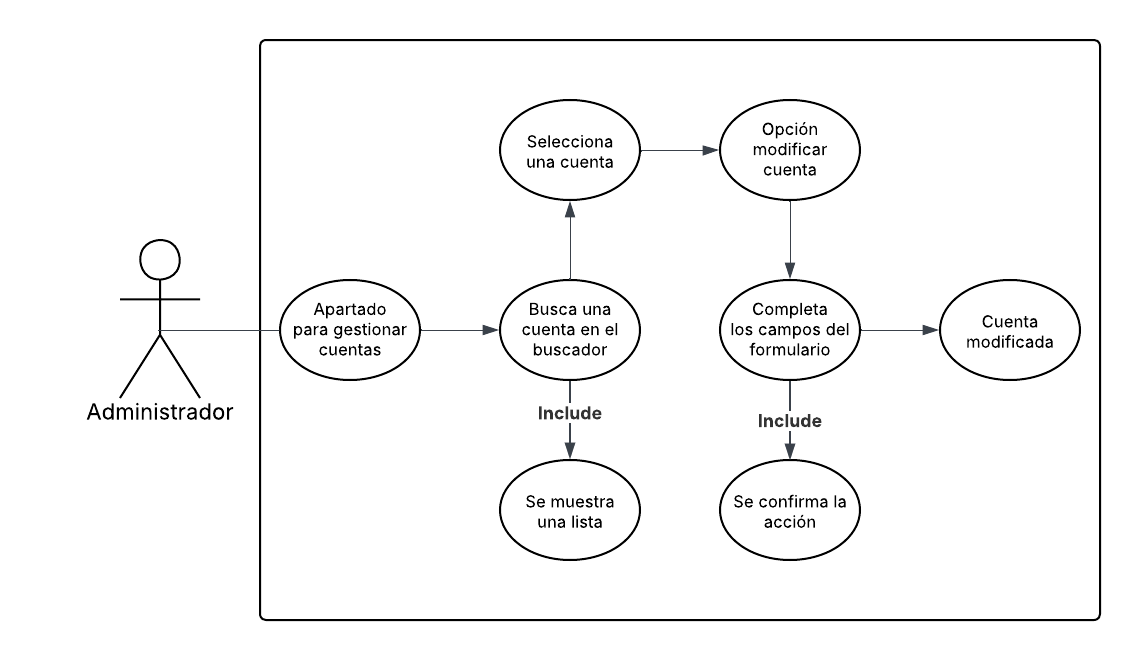 Selecciona
una cuenta
Opción
modificar
cuenta
Administrador
Apartado
para gestionar
cuentas
Busca una
cuenta en el
buscador
Completa
los campos del
formulario
Cuenta
modificada
Include
Include
Se muestra
una lista
Se confirma la
acción